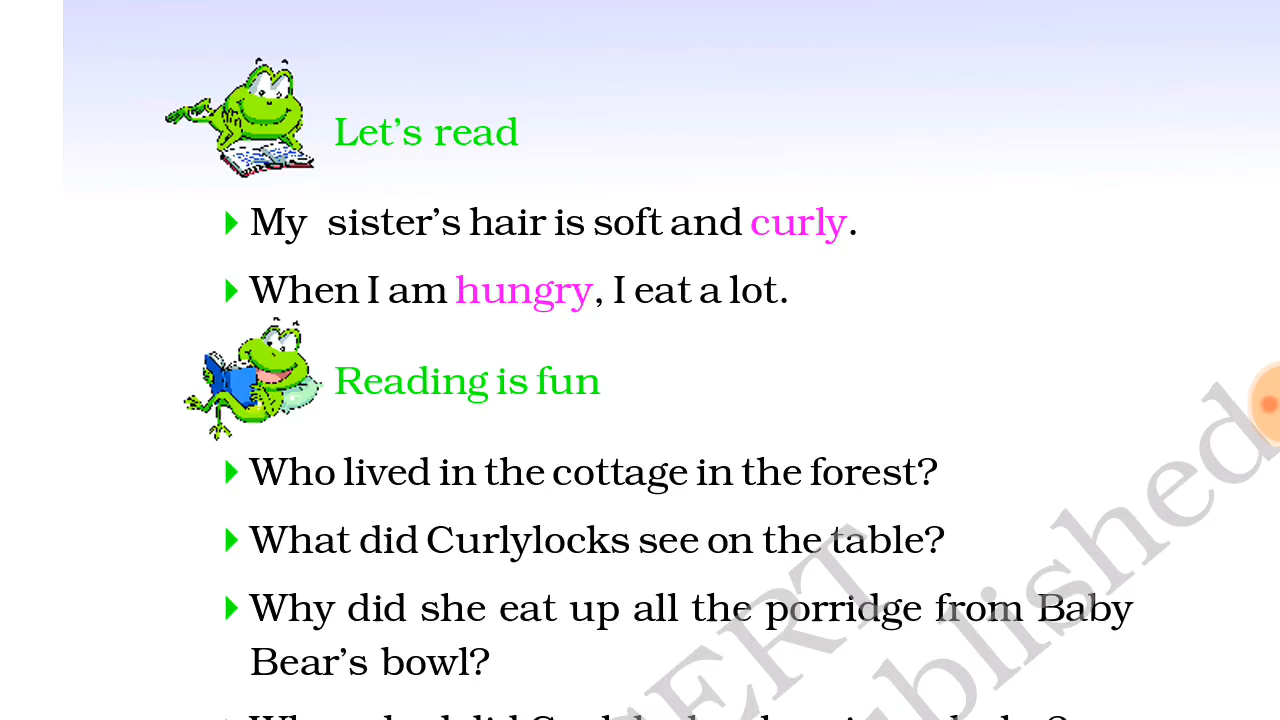 Let's read
My sister's hair is soft and curly.
When I am hungry, I eat a lot.
Reading is fun
Who lived in the cottage in the forest?
What did Curlylocks see on the table?
Why did she eat up all the porridge from Baby
Bear's bowl?